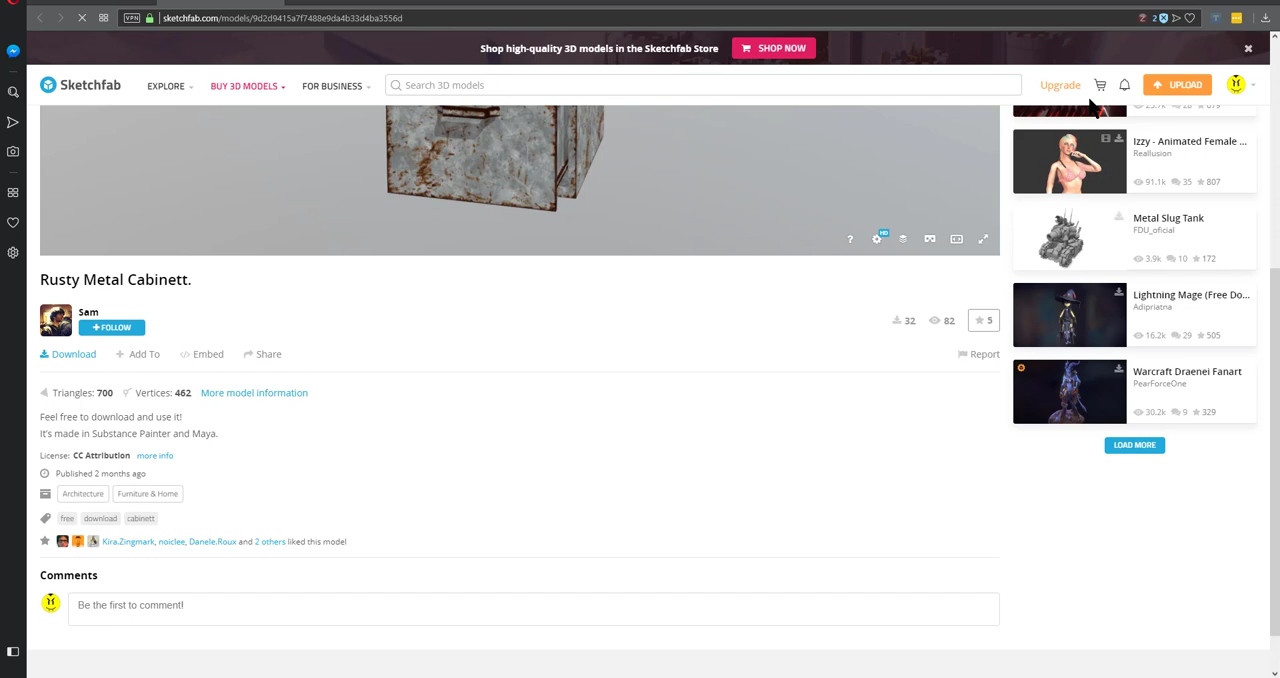 VPN
sketchfab.com/models/9d2d9415a7f7488e9da4b33d4ba3556d
2
Shop high-quality 3D models in the Sketchfab Store
SHOP NOW
Sketchfab
EXPLORE
BUY 3D MODELS
FOR BUSINESS
Search 3D models
Upgrade
UPLOAD
Izzy - Animated Female ...
Reallusion
91.1k 35 807
Metal Slug Tank
FDU_oficial
3.9k 10 172
HD
Rusty Metal Cabinett.
Lightning Mage (Free Do...
Adipriatna
16.2k 29 505
Sam
+ FOLLOW
32 82 5
Download
Add To
Embed
Share
Report
Warcraft Draenei Fanart
PearForceOne
30.2k 9 329
Triangles: 700 Vertices: 462 More model information
Feel free to download and use it!
It's made in Substance Painter and Maya.
LOAD MORE
License: CC Attribution more info
Published 2 months ago
Architecture Furniture & Home
free download cabinett
Kira.Zingmark, noiclee, Danele.Roux and 2 others liked this model
Comments
Be the first to comment!